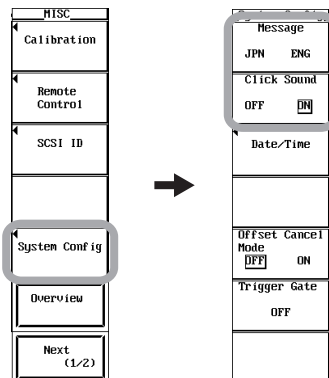 MISC
Calibration
Remote
Control
SCSI ID
System Config
Overview
Next
(1/2)
Message
JPN ENG
Click Sound
OFF ON
Date/Time
Offset Cancel
Mode
OFF ON
Trigger Gate
OFF